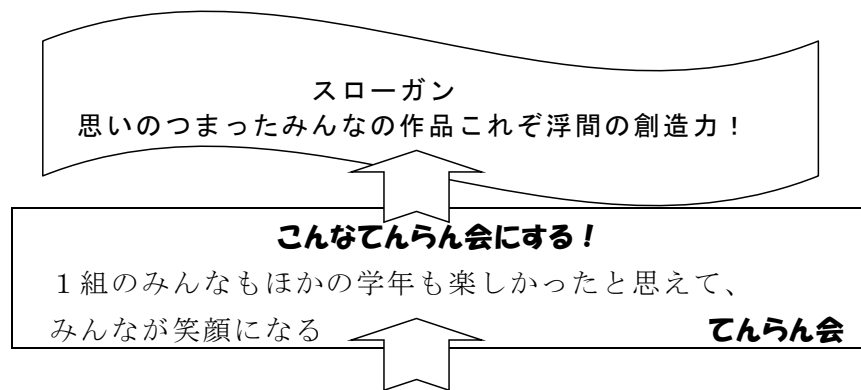 スローガン
思いのつまったみんなの作品これぞ浮間の創造力！
こんなてんらん会にする！
１組のみんなもほかの学年も楽しかったと思えて、
みんなが笑顔になる
てんらん会